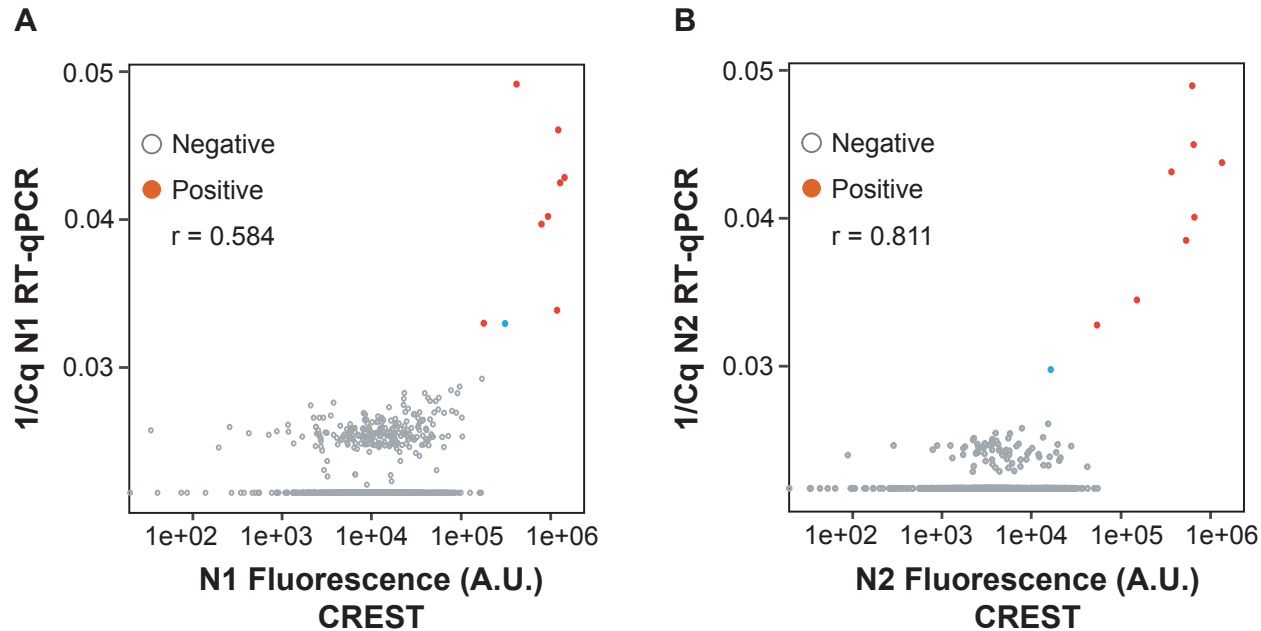 A
1/Cq N1 RT-qPCR
0.05
0.04
0.03
Negative
Positive
r = 0.584
1e+02 1e+03 1e+04 1e+05 1e+06
N1 Fluorescence (A.U.)
CREST
B
1/Cq N2 RT-qPCR
0.05
0.04
0.03
Negative
Positive
r = 0.811
1e+02 1e+03 1e+04 1e+05 1e+06
N2 Fluorescence (A.U.)
CREST